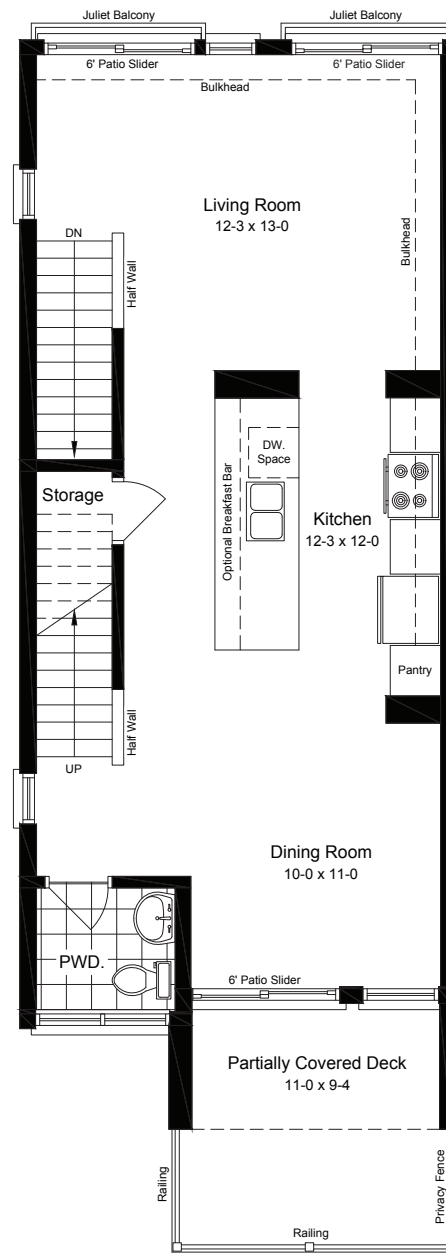 Juliet Balcony
Juliet Balcony
6' Patio Slider
6' Patio Slider
Bulkhead
Living Room
12-3 x 13-0
DN
Half Wall
Bulkhead
DW.
Space
Storage
Optional Breakfast Bar
Kitchen
12-3 x 12-0
Pantry
Half Wall
UP
Dining Room
10-0 x 11-0
PWD.
6' Patio Slider
Partially Covered Deck
11-0 x 9-4
Railing
Privacy Fence
Railing